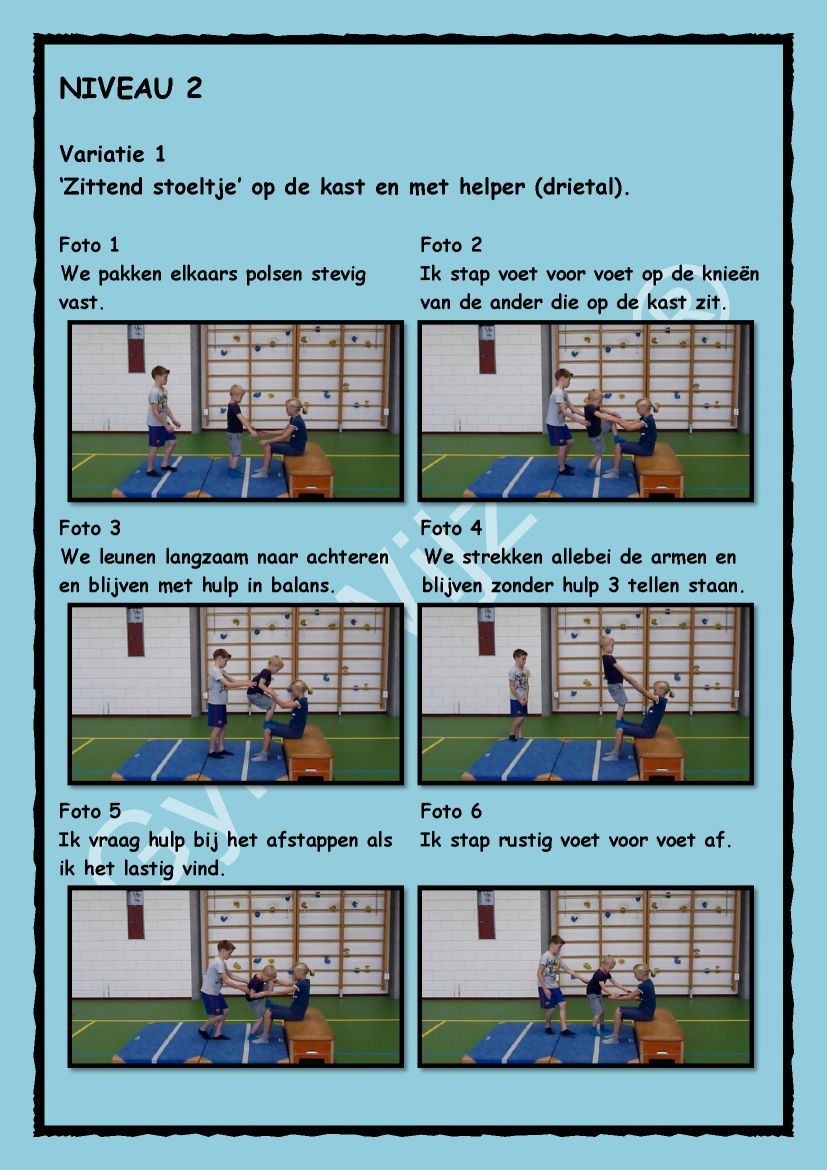 NIVEAU 2
Variatie 1
‘Zittend stoeltje’ op de kast en met helper (drietal).
Foto 1
We pakken elkaars polsen stevig
vast.
Foto 2
Ik stap voet voor voet op de knieën
van de ander die op de kast zit.
Foto 3
We leunen langzaam naar achteren
en blijven met hulp in balans.
Foto 4
We strekken allebei de armen en
blijven zonder hulp 3 tellen staan.
Foto 5
Ik vraag hulp bij het afstappen als
ik het lastig vind.
Foto 6
Ik stap rustig voet voor voet af.